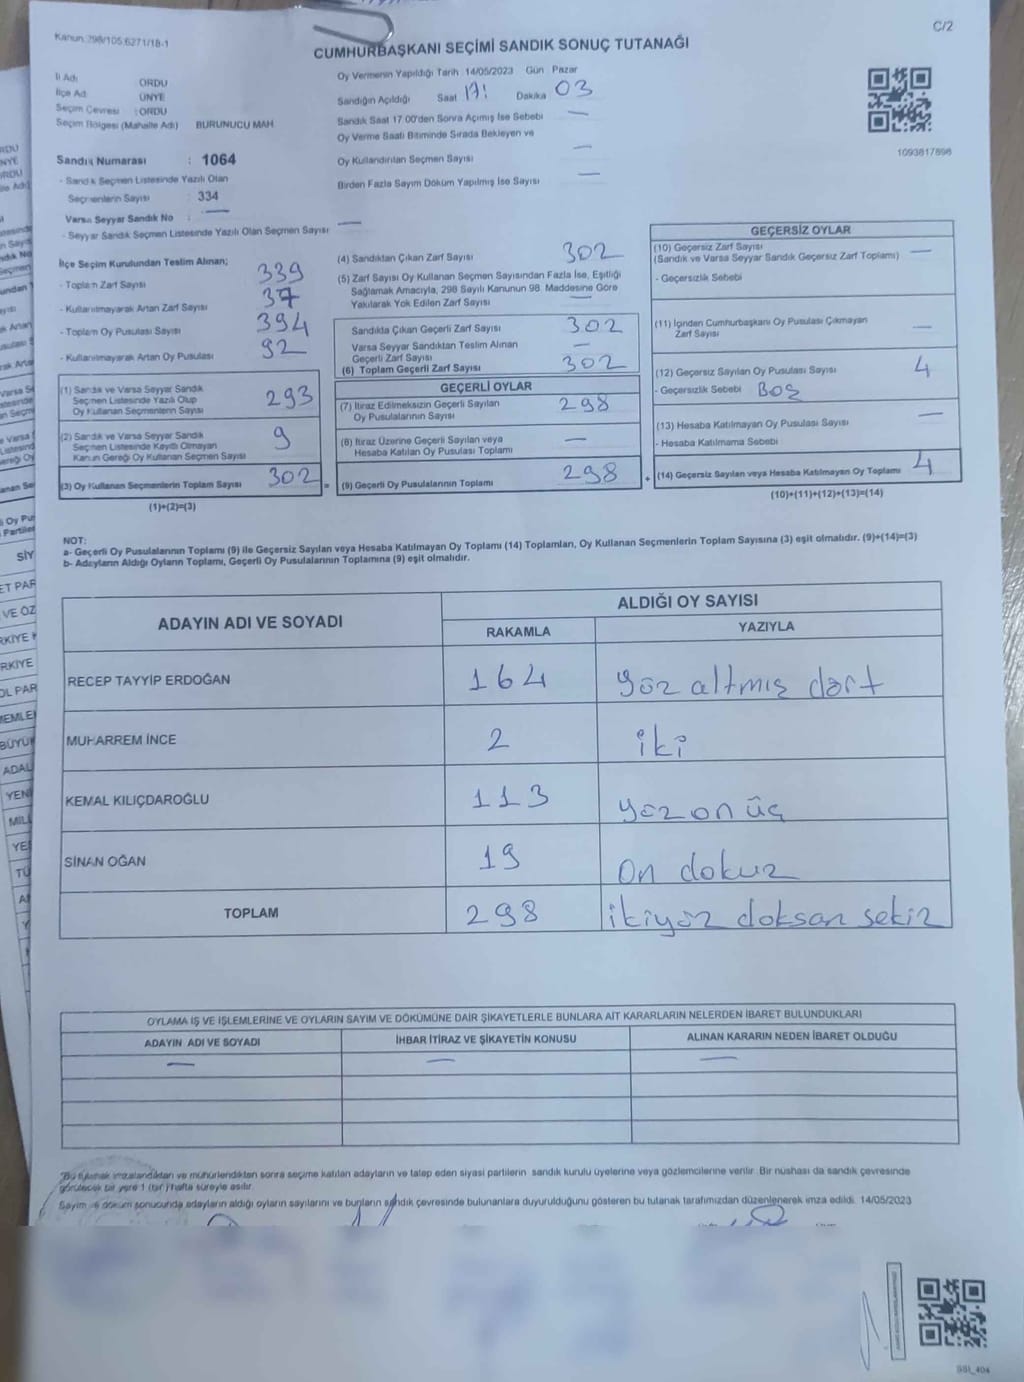 Kanun:298/105;6271/18-1
C/2
CUMHURBAŞKANI SEÇİMİ SANDIK SONUÇ TUTANAĞI
İl Adı ORDU
İlçe Ad ÜNYE
Seçim Çevresi :ORDU
Seçim Bölgesi (Mahalle Adı) BURUNUCU MAH.
Sandık Numarası : 1064
- Sandık Seçmen Listesinde Yazılı Olan
Seçmenlerin Sayısı : 334
Varsa Seyyar Sandık No : —
- Seyyar Sandık Seçmen Listesinde Yazılı Olan Seçmen Sayısı —
Oy Vermenin Yapıldığı Tarih :14/05/2023 Gün Pazar
Sandığın Açıldığı Saat 17: Dakika 03
Sandık Saat 17.00'den Sonra Açımış İse Sebebi —
Oy Verme Saati Bitiminde Sırada Bekleyen ve
Oy Kullandırılan Seçmen Sayısı —
Birden Fazla Sayım Döküm Yapılmış İse Sayısı —
1093817898
İlçe Seçim Kurulundan Teslim Alınan;
- Toplam Zarf Sayısı 339
- Kullanılmayarak Artan Zarf Sayısı 37
- Toplam Oy Pusulası Sayısı 394
- Kullanılmayarak Artan Oy Pusulası 92
(1) Sandık ve Varsa Seyyar Sandık
Seçmen Listesinde Yazılı Olup
Oy Kullanan Seçmenlerin Sayısı 293
(2) Sandık ve Varsa Seyyar Sandık
Seçmen Listesinde Kayıtlı Olmayan
Kanun Gereği Oy Kullanan Seçmen Sayısı 9
(3) Oy Kullanan Seçmenlerin Toplam Sayısı 302 =
(1)+(2)=(3)
(4) Sandıktan Çıkan Zarf Sayısı 302
(5) Zarf Sayısı Oy Kullanan Seçmen Sayısından Fazla İse, Eşitliği
Sağlamak Amacıyla, 298 Sayılı Kanunun 98. Maddesine Göre
Yakılarak Yok Edilen Zarf Sayısı —
Sandıkta Çıkan Geçerli Zarf Sayısı 302
Varsa Seyyar Sandıktan Teslim Alınan
Geçerli Zarf Sayısı —
(6) Toplam Geçerli Zarf Sayısı 302
GEÇERLİ OYLAR
(7) İtiraz Edilmeksizin Geçerli Sayılan
Oy Pusulalarının Sayısı 298
(8) İtiraz Üzerine Geçerli Sayılan veya
Hesaba Katılan Oy Pusulası Toplamı —
(9) Geçerli Oy Pusulalarının Toplamı 298 +
GEÇERSİZ OYLAR
(10) Geçersiz Zarf Sayısı
(Sandık ve Varsa Seyyar Sandık Geçersiz Zarf Toplamı) —
- Geçersizlik Sebebi
(11) İçinden Cumhurbaşkanı Oy Pusulası Çıkmayan
Zarf Sayısı —
(12) Geçersiz Sayılan Oy Pusulası Sayısı 4
- Geçersizlik Sebebi BOŞ
(13) Hesaba Katılmayan Oy Pusulası Sayısı —
- Hesaba Katılmama Sebebi
(14) Geçersiz Sayılan veya Hesaba Katılmayan Oy Toplamı 4
(10)+(11)+(12)+(13)=(14)
NOT:
a- Geçerli Oy Pusulalarının Toplamı (9) ile Geçersiz Sayılan veya Hesaba Katılmayan Oy Toplamı (14) Toplamları, Oy Kullanan Seçmenlerin Toplam Sayısına (3) eşit olmalıdır. (9)+(14)=(3)
b- Adayların Aldığı Oyların Toplamı, Geçerli Oy Pusulalarının Toplamına (9) eşit olmalıdır.
ADAYIN ADI VE SOYADI
ALDIĞI OY SAYISI
RAKAMLA YAZIYLA
RECEP TAYYİP ERDOĞAN 164 yüz altmış dört
MUHARREM İNCE 2 iki
KEMAL KILIÇDAROĞLU 113 yüz on üç
SİNAN OĞAN 19 on dokuz
TOPLAM 298 ikiyüz doksan sekiz
OYLAMA İŞ VE İŞLEMLERİNE VE OYLARIN SAYIM VE DÖKÜMÜNE DAİR ŞİKAYETLERLE BUNLARA AİT KARARLARIN NELERDEN İBARET BULUNDUKLARI
ADAYIN ADI VE SOYADI İHBAR İTİRAZ VE ŞİKAYETİN KONUSU ALINAN KARARIN NEDEN İBARET OLDUĞU
— — —
"Bu tutanak imzalandıktan ve mühürlendikten sonra seçime katılan adayların ve talep eden siyasi partilerin sandık kurulu üyelerine veya gözlemcilerine verilir. Bir nüshası da sandık çevresinde
görülecek bir yere 1 (bir) hafta süreyle asılır.
Sayım ve döküm sonucunda adayların aldığı oyların sayılarını ve bunların sandık çevresinde bulunanlara duyurulduğunu gösteren bu tutanak tarafımızdan düzenlenerek imza edildi. 14/05/2023
SSI_404